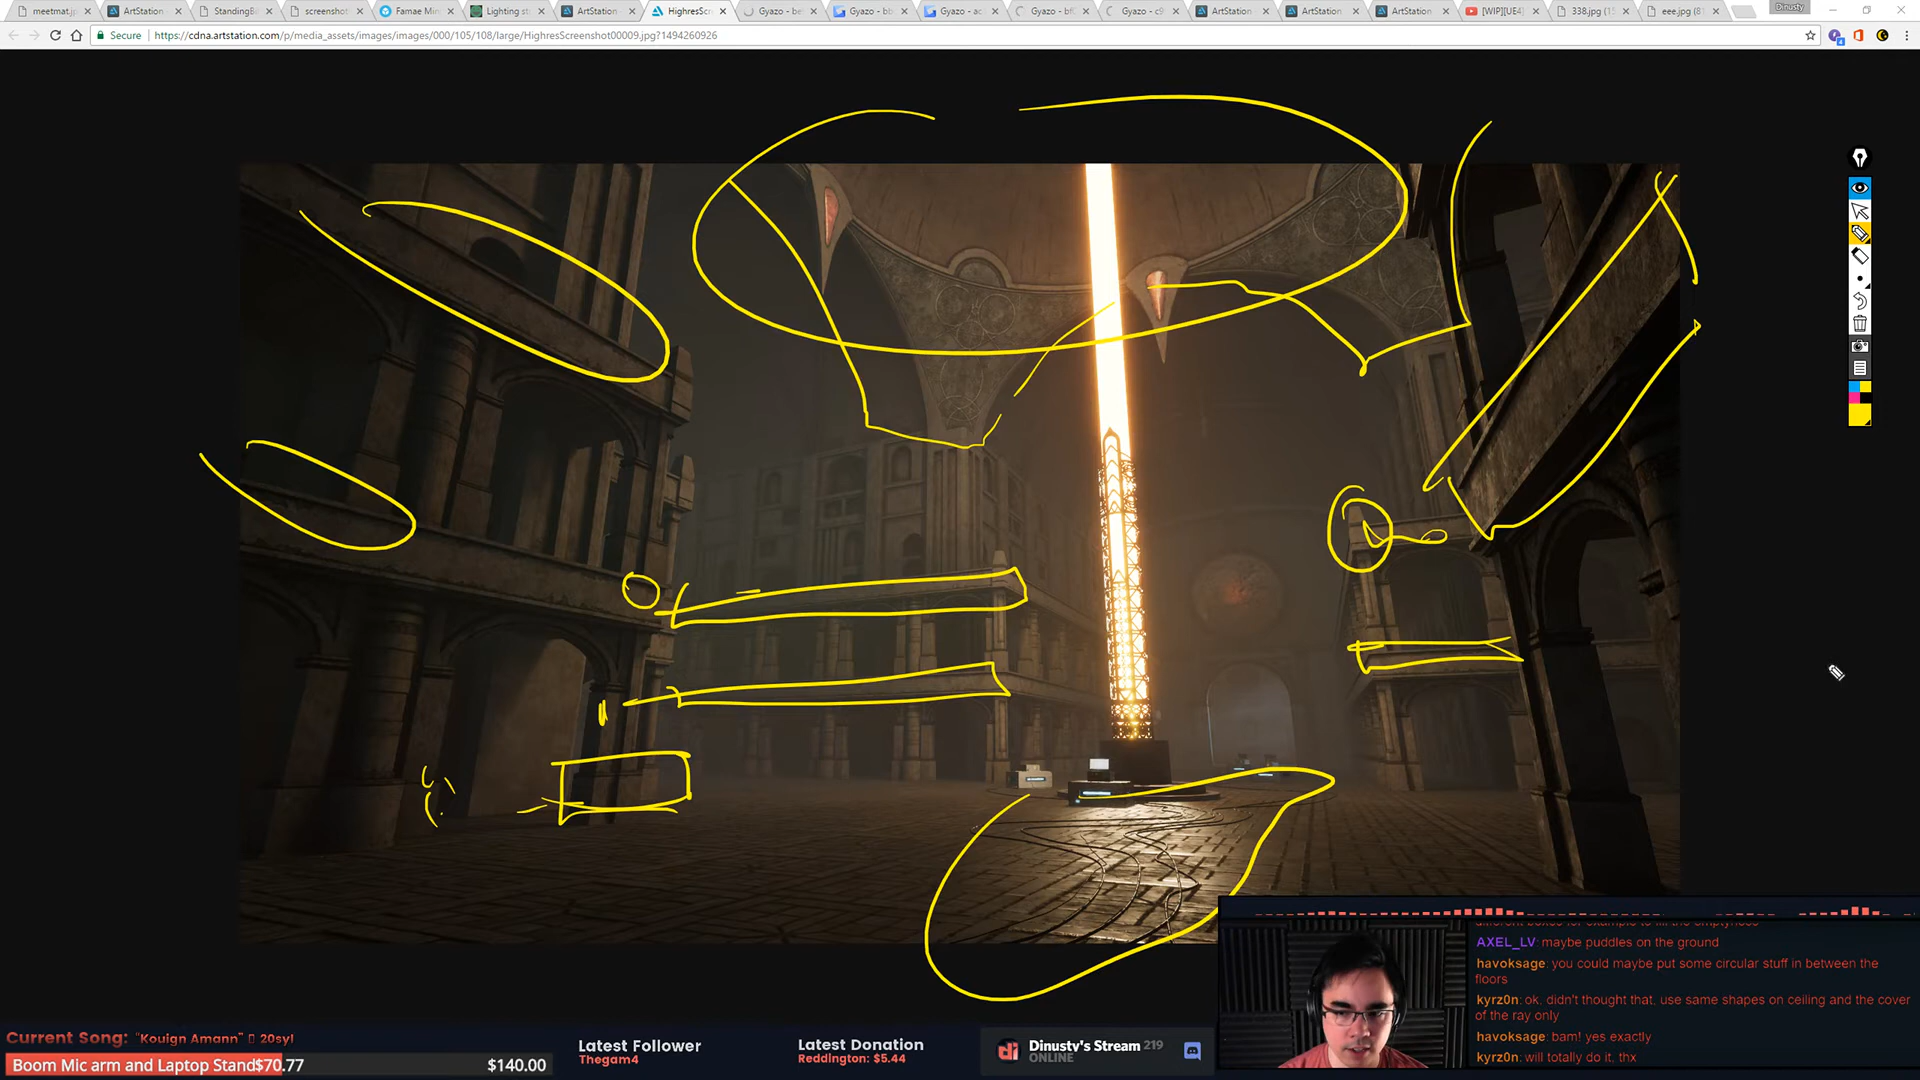 meetmat.j
ArtStation
StandingB
screenshot
Famae Mir
Lighting st
ArtStation
HighresScr
Gyazo - be
Gyazo - bb
Gyazo - ac
Gyazo - bf
Gyazo - c9
ArtStation
ArtStation
ArtStation
[WIP][UE4]
338.jpg (15
eee.jpg (81
Dinusty
Secure
https://cdna.artstation.com/p/media_assets/images/images/000/105/108/large/HighresScreenshot00009.jpg?1494260926
AXEL_LV: maybe puddles on the ground
havoksage: you could maybe put some circular stuff in between the
floors
kyrz0n: ok, didn't thought that, use same shapes on ceiling and the cover
of the ray only
havoksage: bam! yes exactly
kyrz0n: will totally do it, thx
Current Song: "Kouign Amann" 20syl
Boom Mic arm and Laptop Stand $70.77
$140.00
Latest Follower
Thegam4
Latest Donation
Reddington: $5.44
Dinusty's Stream 219
ONLINE